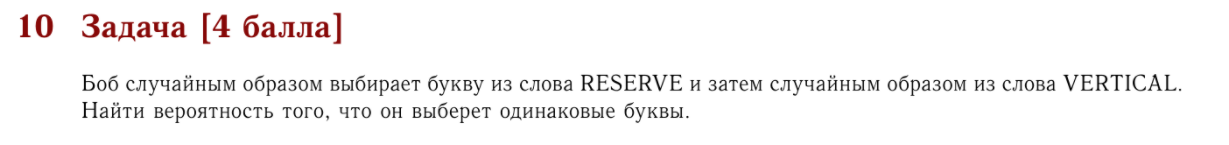 10 Задача [4 балла]
Боб случайным образом выбирает букву из слова RESERVE и затем случайным образом из слова VERTICAL.
Найти вероятность того, что он выберет одинаковые буквы.